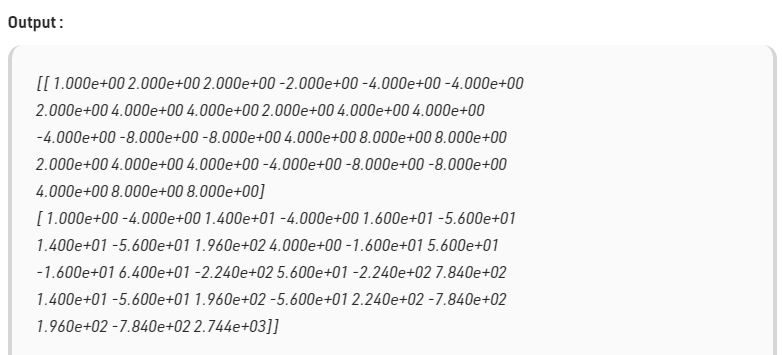 Output :
[[ 1.000e+00 2.000e+00 2.000e+00 -2.000e+00 -4.000e+00 -4.000e+00
2.000e+00 4.000e+00 4.000e+00 2.000e+00 4.000e+00 4.000e+00
-4.000e+00 -8.000e+00 -8.000e+00 4.000e+00 8.000e+00 8.000e+00
2.000e+00 4.000e+00 4.000e+00 -4.000e+00 -8.000e+00 -8.000e+00
4.000e+00 8.000e+00 8.000e+00]
[ 1.000e+00 -4.000e+00 1.400e+01 -4.000e+00 1.600e+01 -5.600e+01
1.400e+01 -5.600e+01 1.960e+02 4.000e+00 -1.600e+01 5.600e+01
-1.600e+01 6.400e+01 -2.240e+02 5.600e+01 -2.240e+02 7.840e+02
1.400e+01 -5.600e+01 1.960e+02 -5.600e+01 2.240e+02 -7.840e+02
1.960e+02 -7.840e+02 2.744e+03]]